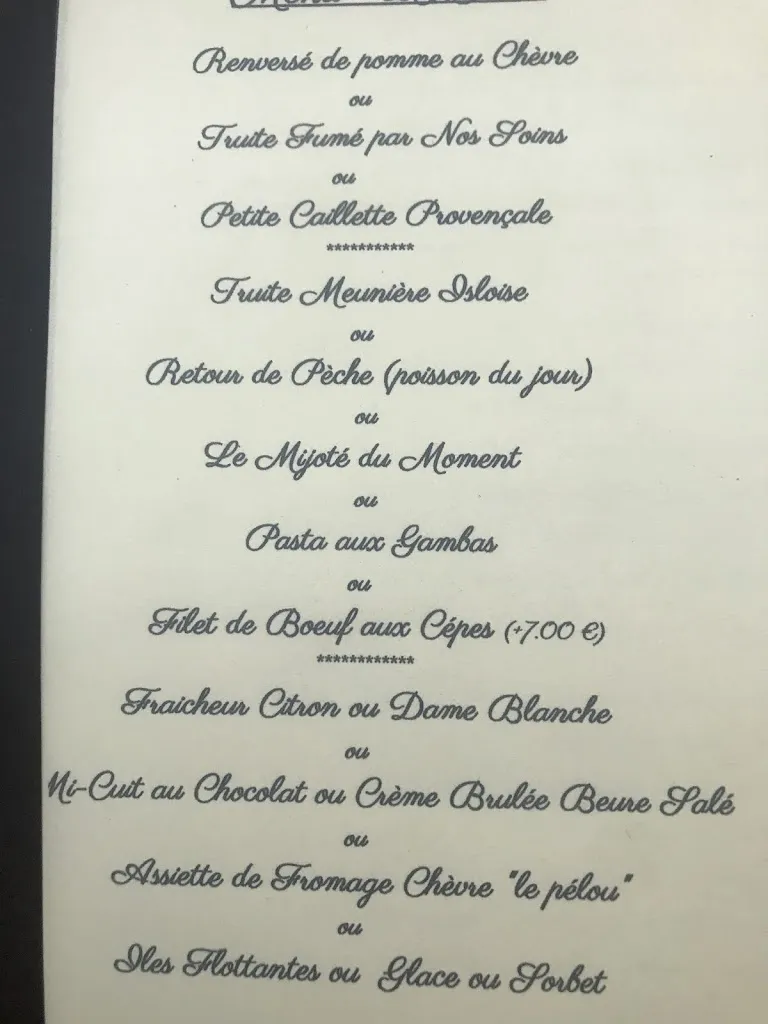 Menu
Renversé de pomme au Chèvre
ou
Truite Fumé par Nos Soins
ou
Petite Caillette Provençale
***********
Truite Meunière Isloise
ou
Retour de Pèche (poisson du jour)
ou
Le Mijoté du Moment
ou
Pasta aux Gambas
ou
Filet de Boeuf aux Cépes (+7.00 €)
************
Fraicheur Citron ou Dame Blanche
ou
Mi-Cuit au Chocolat ou Crème Brulée Beure Salé
ou
Assiette de Fromage Chèvre "le pélou"
ou
Iles Flottantes ou Glace ou Sorbet